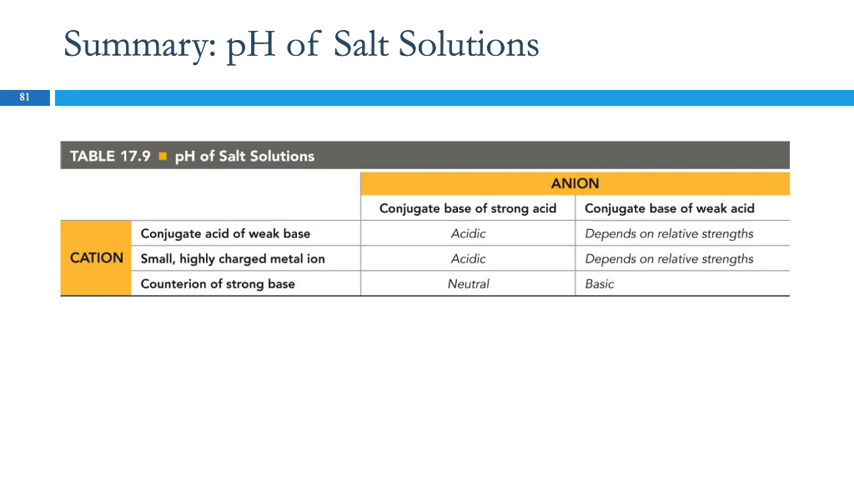 Summary: pH of Salt Solutions
81
TABLE 17.9 ■ pH of Salt Solutions
ANION
Conjugate base of strong acid Conjugate base of weak acid
Conjugate acid of weak base Acidic Depends on relative strengths
CATION Small, highly charged metal ion Acidic Depends on relative strengths
Counterion of strong base Neutral Basic